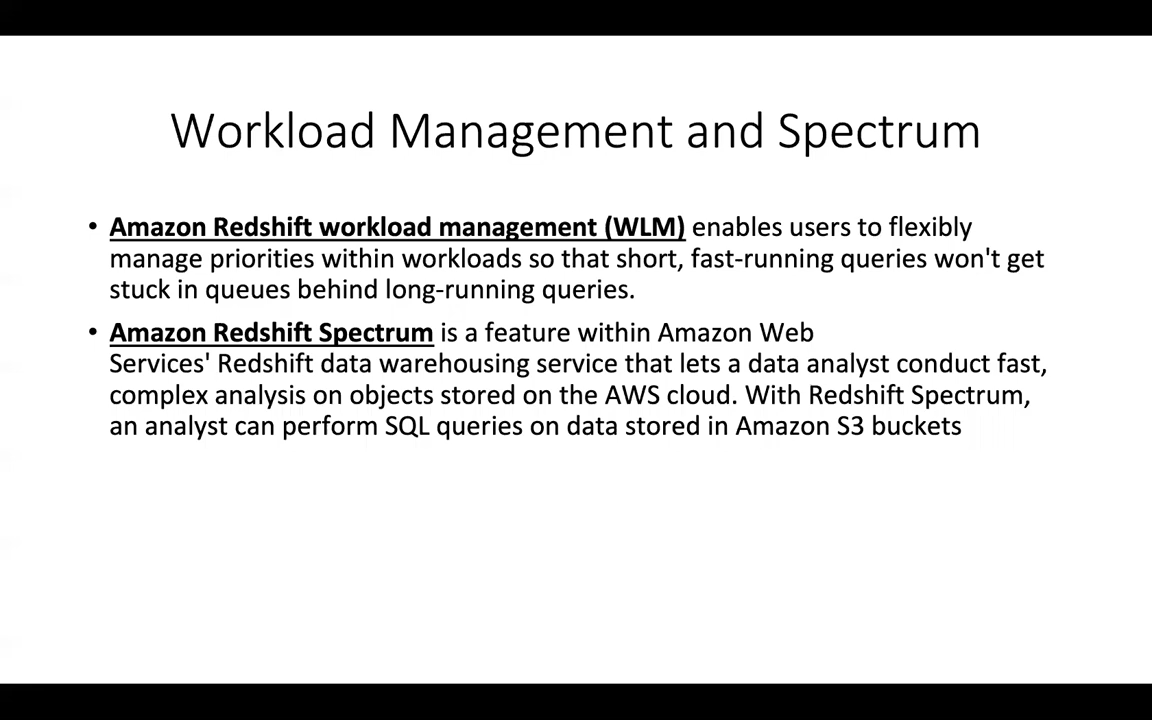 Workload Management and Spectrum
• Amazon Redshift workload management (WLM) enables users to flexibly
manage priorities within workloads so that short, fast-running queries won't get
stuck in queues behind long-running queries.
• Amazon Redshift Spectrum is a feature within Amazon Web
Services' Redshift data warehousing service that lets a data analyst conduct fast,
complex analysis on objects stored on the AWS cloud. With Redshift Spectrum,
an analyst can perform SQL queries on data stored in Amazon S3 buckets